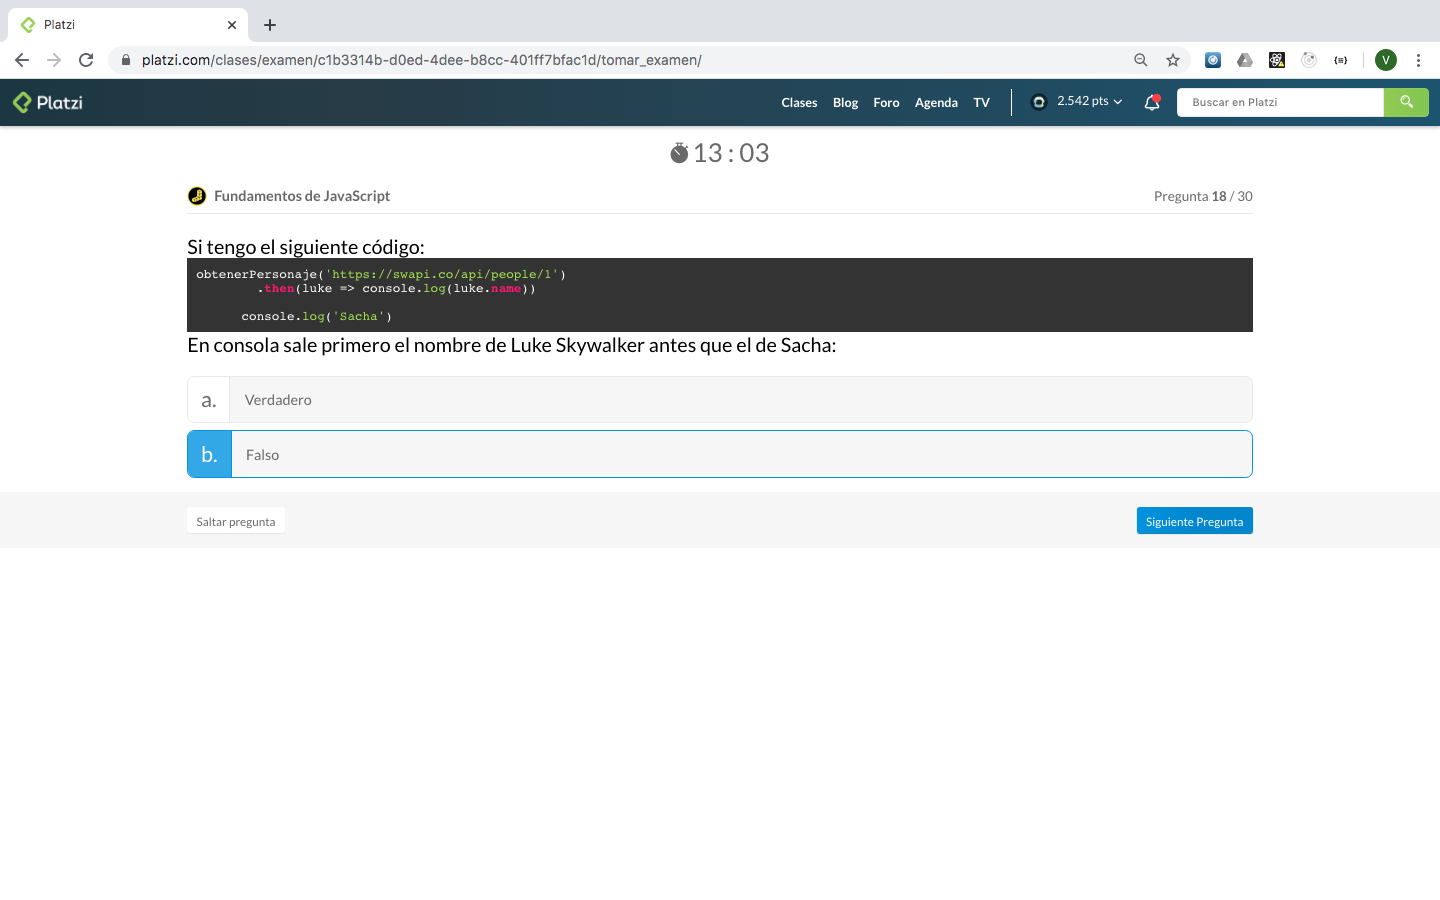 Platzi
platzi.com/clases/examen/c1b3314b-d0ed-4dee-b8cc-401ff7bfac1d/tomar_examen/
V
Platzi
Clases Blog Foro Agenda TV 2.542 pts Buscar en Platzi
13 : 03
Fundamentos de JavaScript Pregunta 18 / 30
Si tengo el siguiente código:
obtenerPersonaje('https://swapi.co/api/people/1')
.then(luke => console.log(luke.name))
console.log('Sacha')
En consola sale primero el nombre de Luke Skywalker antes que el de Sacha:
a. Verdadero
b. Falso
Saltar pregunta Siguiente Pregunta